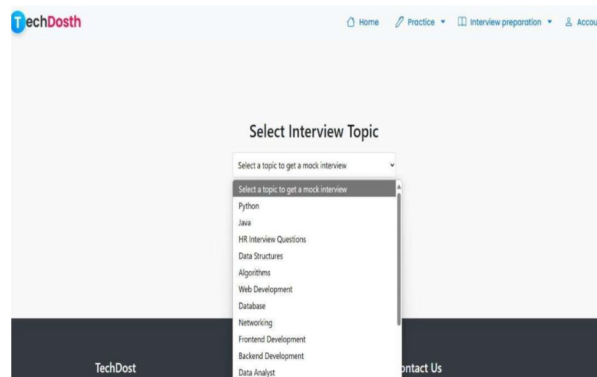 TechDosth
Home Practice Interview preparation Accou
Select Interview Topic
Select a topic to get a mock interview
Select a topic to get a mock interview
Python
Java
HR Interview Questions
Data Structures
Algorithms
Web Development
Database
Networking
Frontend Development
Backend Development
Data Analyst
TechDost
ontact Us